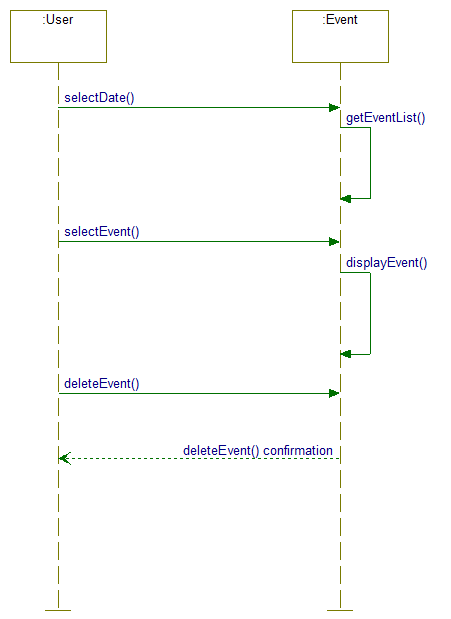 :User
:Event
selectDate()
getEventList()
selectEvent()
displayEvent()
deleteEvent()
deleteEvent() confirmation